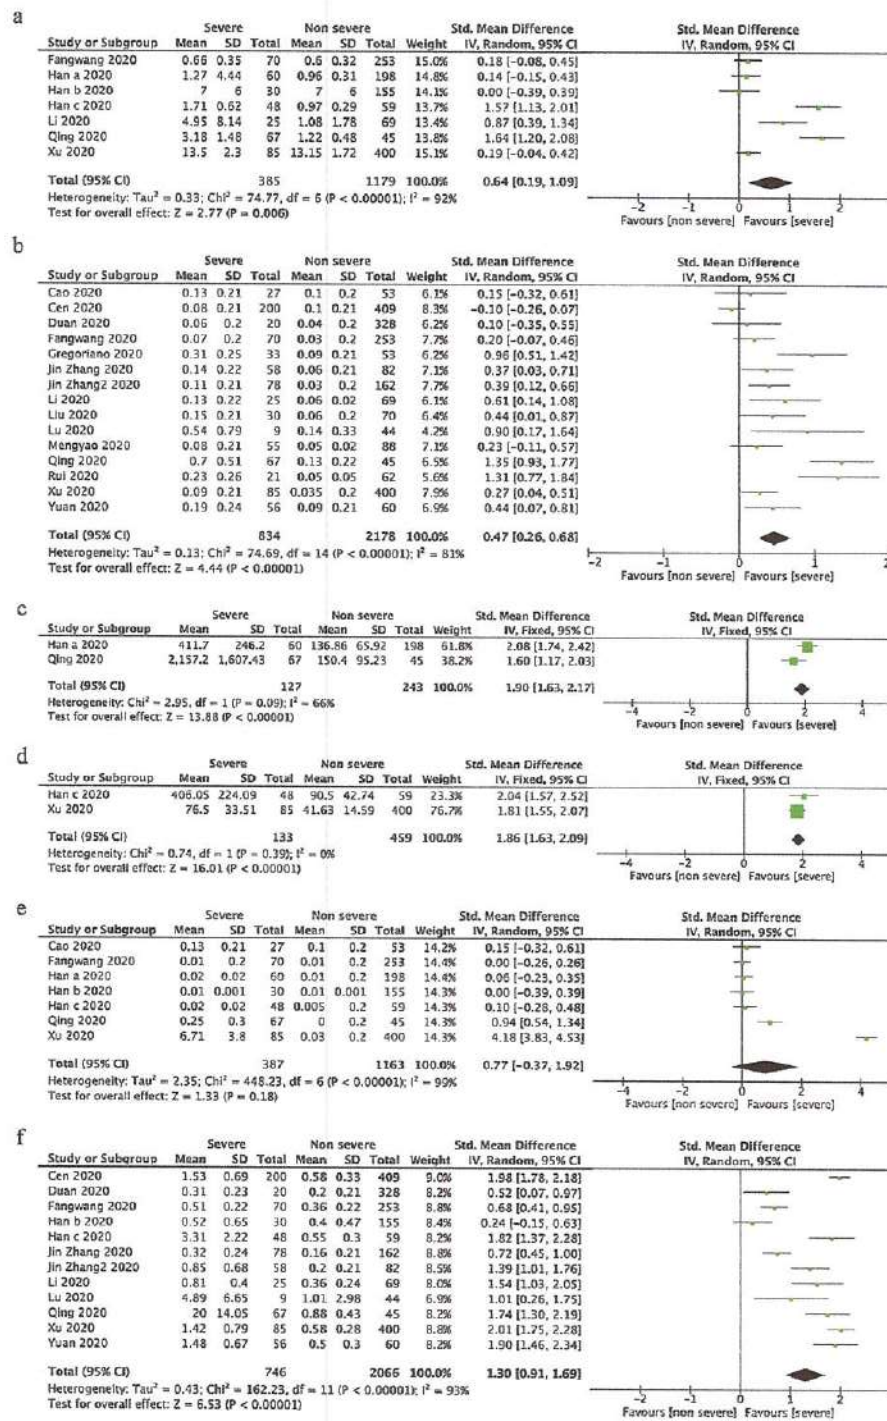 a
Severe Non severe Std. Mean Difference Std. Mean Difference
Study or Subgroup Mean SD Total Mean SD Total Weight IV, Random, 95% CI IV, Random, 95% CI
Fangwang 2020 0.66 0.35 70 0.6 0.32 253 15.0% 0.18 [-0.08, 0.45]
Han a 2020 1.27 4.44 60 0.96 0.31 198 14.8% 0.14 [-0.15, 0.43]
Han b 2020 7 6 30 7 6 155 14.1% 0.00 [-0.39, 0.39]
Han c 2020 1.71 0.62 48 0.97 0.29 59 13.7% 1.57 [1.13, 2.01]
Li 2020 4.95 8.14 25 1.08 1.78 69 13.5% 0.87 [0.39, 1.34]
Qing 2020 3.18 1.48 67 1.22 0.48 45 13.8% 1.64 [1.20, 2.08]
Xu 2020 13.5 2.3 85 13.15 1.72 400 15.1% 0.19 [-0.04, 0.42]
Total (95% CI) 385 1179 100.0% 0.64 [0.19, 1.09]
Heterogeneity: Tau² = 0.33; Chi² = 74.77, df = 6 (P < 0.00001); I² = 92%
Test for overall effect: Z = 2.77 (P = 0.006)
-2 -1 0 1 2
Favours [non severe] Favours [severe]
b
Severe Non severe Std. Mean Difference Std. Mean Difference
Study or Subgroup Mean SD Total Mean SD Total Weight IV, Random, 95% CI IV, Random, 95% CI
Cao 2020 0.13 0.21 27 0.1 0.2 53 6.1% 0.15 [-0.32, 0.61]
Cen 2020 0.08 0.21 200 0.1 0.21 409 8.3% -0.10 [-0.26, 0.07]
Duan 2020 0.06 0.2 20 0.04 0.2 328 6.2% 0.10 [-0.35, 0.55]
Fangwang 2020 0.07 0.2 70 0.03 0.2 253 7.7% 0.20 [-0.07, 0.46]
Gregoriano 2020 0.31 0.25 33 0.09 0.21 53 6.2% 0.96 [0.51, 1.42]
Jin Zhang 2020 0.14 0.22 58 0.06 0.21 82 7.1% 0.37 [0.03, 0.71]
Jin Zhang2 2020 0.11 0.21 78 0.03 0.2 162 7.6% 0.39 [0.12, 0.66]
Li 2020 0.13 0.22 25 0.06 0.02 69 6.1% 0.61 [0.14, 1.08]
Liu 2020 0.15 0.21 30 0.06 0.2 70 6.4% 0.44 [0.01, 0.87]
Lu 2020 0.54 0.79 9 0.14 0.33 44 4.2% 0.90 [0.17, 1.64]
Mengyao 2020 0.08 0.21 55 0.05 0.02 88 7.1% 0.23 [-0.11, 0.57]
Qing 2020 0.7 0.51 67 0.13 0.22 45 6.5% 1.35 [0.93, 1.77]
Rui 2020 0.23 0.26 21 0.05 0.05 62 5.6% 1.31 [0.77, 1.84]
Xu 2020 0.09 0.21 85 0.035 0.2 400 7.9% 0.27 [0.04, 0.51]
Yuan 2020 0.19 0.24 56 0.09 0.21 60 6.9% 0.44 [0.07, 0.81]
Total (95% CI) 834 2178 100.0% 0.47 [0.26, 0.68]
Heterogeneity: Tau² = 0.13; Chi² = 74.69, df = 14 (P < 0.00001); I² = 81%
Test for overall effect: Z = 4.44 (P < 0.00001)
-2 -1 0 1 2
Favours [non severe] Favours [severe]
c
Severe Non severe Std. Mean Difference Std. Mean Difference
Study or Subgroup Mean SD Total Mean SD Total Weight IV, Fixed, 95% CI IV, Fixed, 95% CI
Han a 2020 411.7 246.2 60 136.86 65.92 198 61.8% 2.08 [1.74, 2.42]
Qing 2020 2,157.2 1,607.43 67 150.4 95.23 45 38.2% 1.60 [1.17, 2.03]
Total (95% CI) 127 243 100.0% 1.90 [1.63, 2.17]
Heterogeneity: Chi² = 2.95, df = 1 (P = 0.09); I² = 66%
Test for overall effect: Z = 13.88 (P < 0.00001)
-4 -2 0 2 4
Favours [non severe] Favours [severe]
d
Severe Non severe Std. Mean Difference Std. Mean Difference
Study or Subgroup Mean SD Total Mean SD Total Weight IV, Fixed, 95% CI IV, Fixed, 95% CI
Han c 2020 406.05 224.09 48 90.5 42.74 59 23.3% 2.04 [1.57, 2.52]
Xu 2020 76.5 33.51 85 41.63 14.59 400 76.7% 1.81 [1.55, 2.07]
Total (95% CI) 133 459 100.0% 1.86 [1.63, 2.09]
Heterogeneity: Chi² = 0.74, df = 1 (P = 0.39); I² = 0%
Test for overall effect: Z = 16.01 (P < 0.00001)
-4 -2 0 2 4
Favours [non severe] Favours [severe]
e
Severe Non severe Std. Mean Difference Std. Mean Difference
Study or Subgroup Mean SD Total Mean SD Total Weight IV, Random, 95% CI IV, Random, 95% CI
Cao 2020 0.13 0.21 27 0.1 0.2 53 14.2% 0.15 [-0.32, 0.61]
Fangwang 2020 0.01 0.2 70 0.01 0.2 253 14.4% 0.00 [-0.26, 0.26]
Han a 2020 0.02 0.02 60 0.01 0.2 198 14.3% 0.06 [-0.23, 0.35]
Han b 2020 0.01 0.001 30 0.01 0.001 155 14.3% 0.00 [-0.39, 0.39]
Han c 2020 0.02 0.02 48 0.005 0.2 59 14.3% 0.10 [-0.28, 0.48]
Qing 2020 0.25 0.3 67 0 0.2 45 14.3% 0.94 [0.54, 1.34]
Xu 2020 6.71 3.8 85 0.03 0.2 400 14.3% 4.18 [3.83, 4.53]
Total (95% CI) 387 1163 100.0% 0.77 [-0.37, 1.92]
Heterogeneity: Tau² = 2.35; Chi² = 448.23, df = 6 (P < 0.00001); I² = 99%
Test for overall effect: Z = 1.33 (P = 0.18)
-4 -2 0 2 4
Favours [non severe] Favours [severe]
f
Severe Non severe Std. Mean Difference Std. Mean Difference
Study or Subgroup Mean SD Total Mean SD Total Weight IV, Random, 95% CI IV, Random, 95% CI
Cen 2020 1.53 0.69 200 0.58 0.33 409 9.0% 1.98 [1.78, 2.18]
Duan 2020 0.31 0.23 20 0.2 0.21 328 8.2% 0.52 [0.07, 0.97]
Fangwang 2020 0.51 0.22 70 0.36 0.22 253 8.8% 0.68 [0.41, 0.95]
Han b 2020 0.52 0.65 30 0.4 0.47 155 8.4% 0.24 [-0.15, 0.63]
Han c 2020 3.31 2.22 48 0.55 0.3 59 8.2% 1.82 [1.37, 2.28]
Jin Zhang 2020 0.32 0.24 78 0.16 0.21 162 8.8% 0.72 [0.45, 1.00]
Jin Zhang2 2020 0.85 0.68 58 0.2 0.21 82 8.5% 1.39 [1.01, 1.76]
Li 2020 0.81 0.4 25 0.36 0.24 69 8.0% 1.54 [1.03, 2.05]
Lu 2020 4.89 6.65 9 1.01 2.98 44 6.9% 1.01 [0.26, 1.75]
Qing 2020 20 14.05 67 0.88 0.43 45 8.2% 1.74 [1.30, 2.19]
Xu 2020 1.42 0.79 85 0.58 0.28 400 8.8% 2.01 [1.75, 2.28]
Yuan 2020 1.48 0.67 56 0.5 0.3 60 8.2% 1.90 [1.46, 2.34]
Total (95% CI) 746 2066 100.0% 1.30 [0.91, 1.69]
Heterogeneity: Tau² = 0.43; Chi² = 162.23, df = 11 (P < 0.00001); I² = 93%
Test for overall effect: Z = 6.53 (P < 0.00001)
-2 -1 0 1 2
Favours [non severe] Favours [severe]